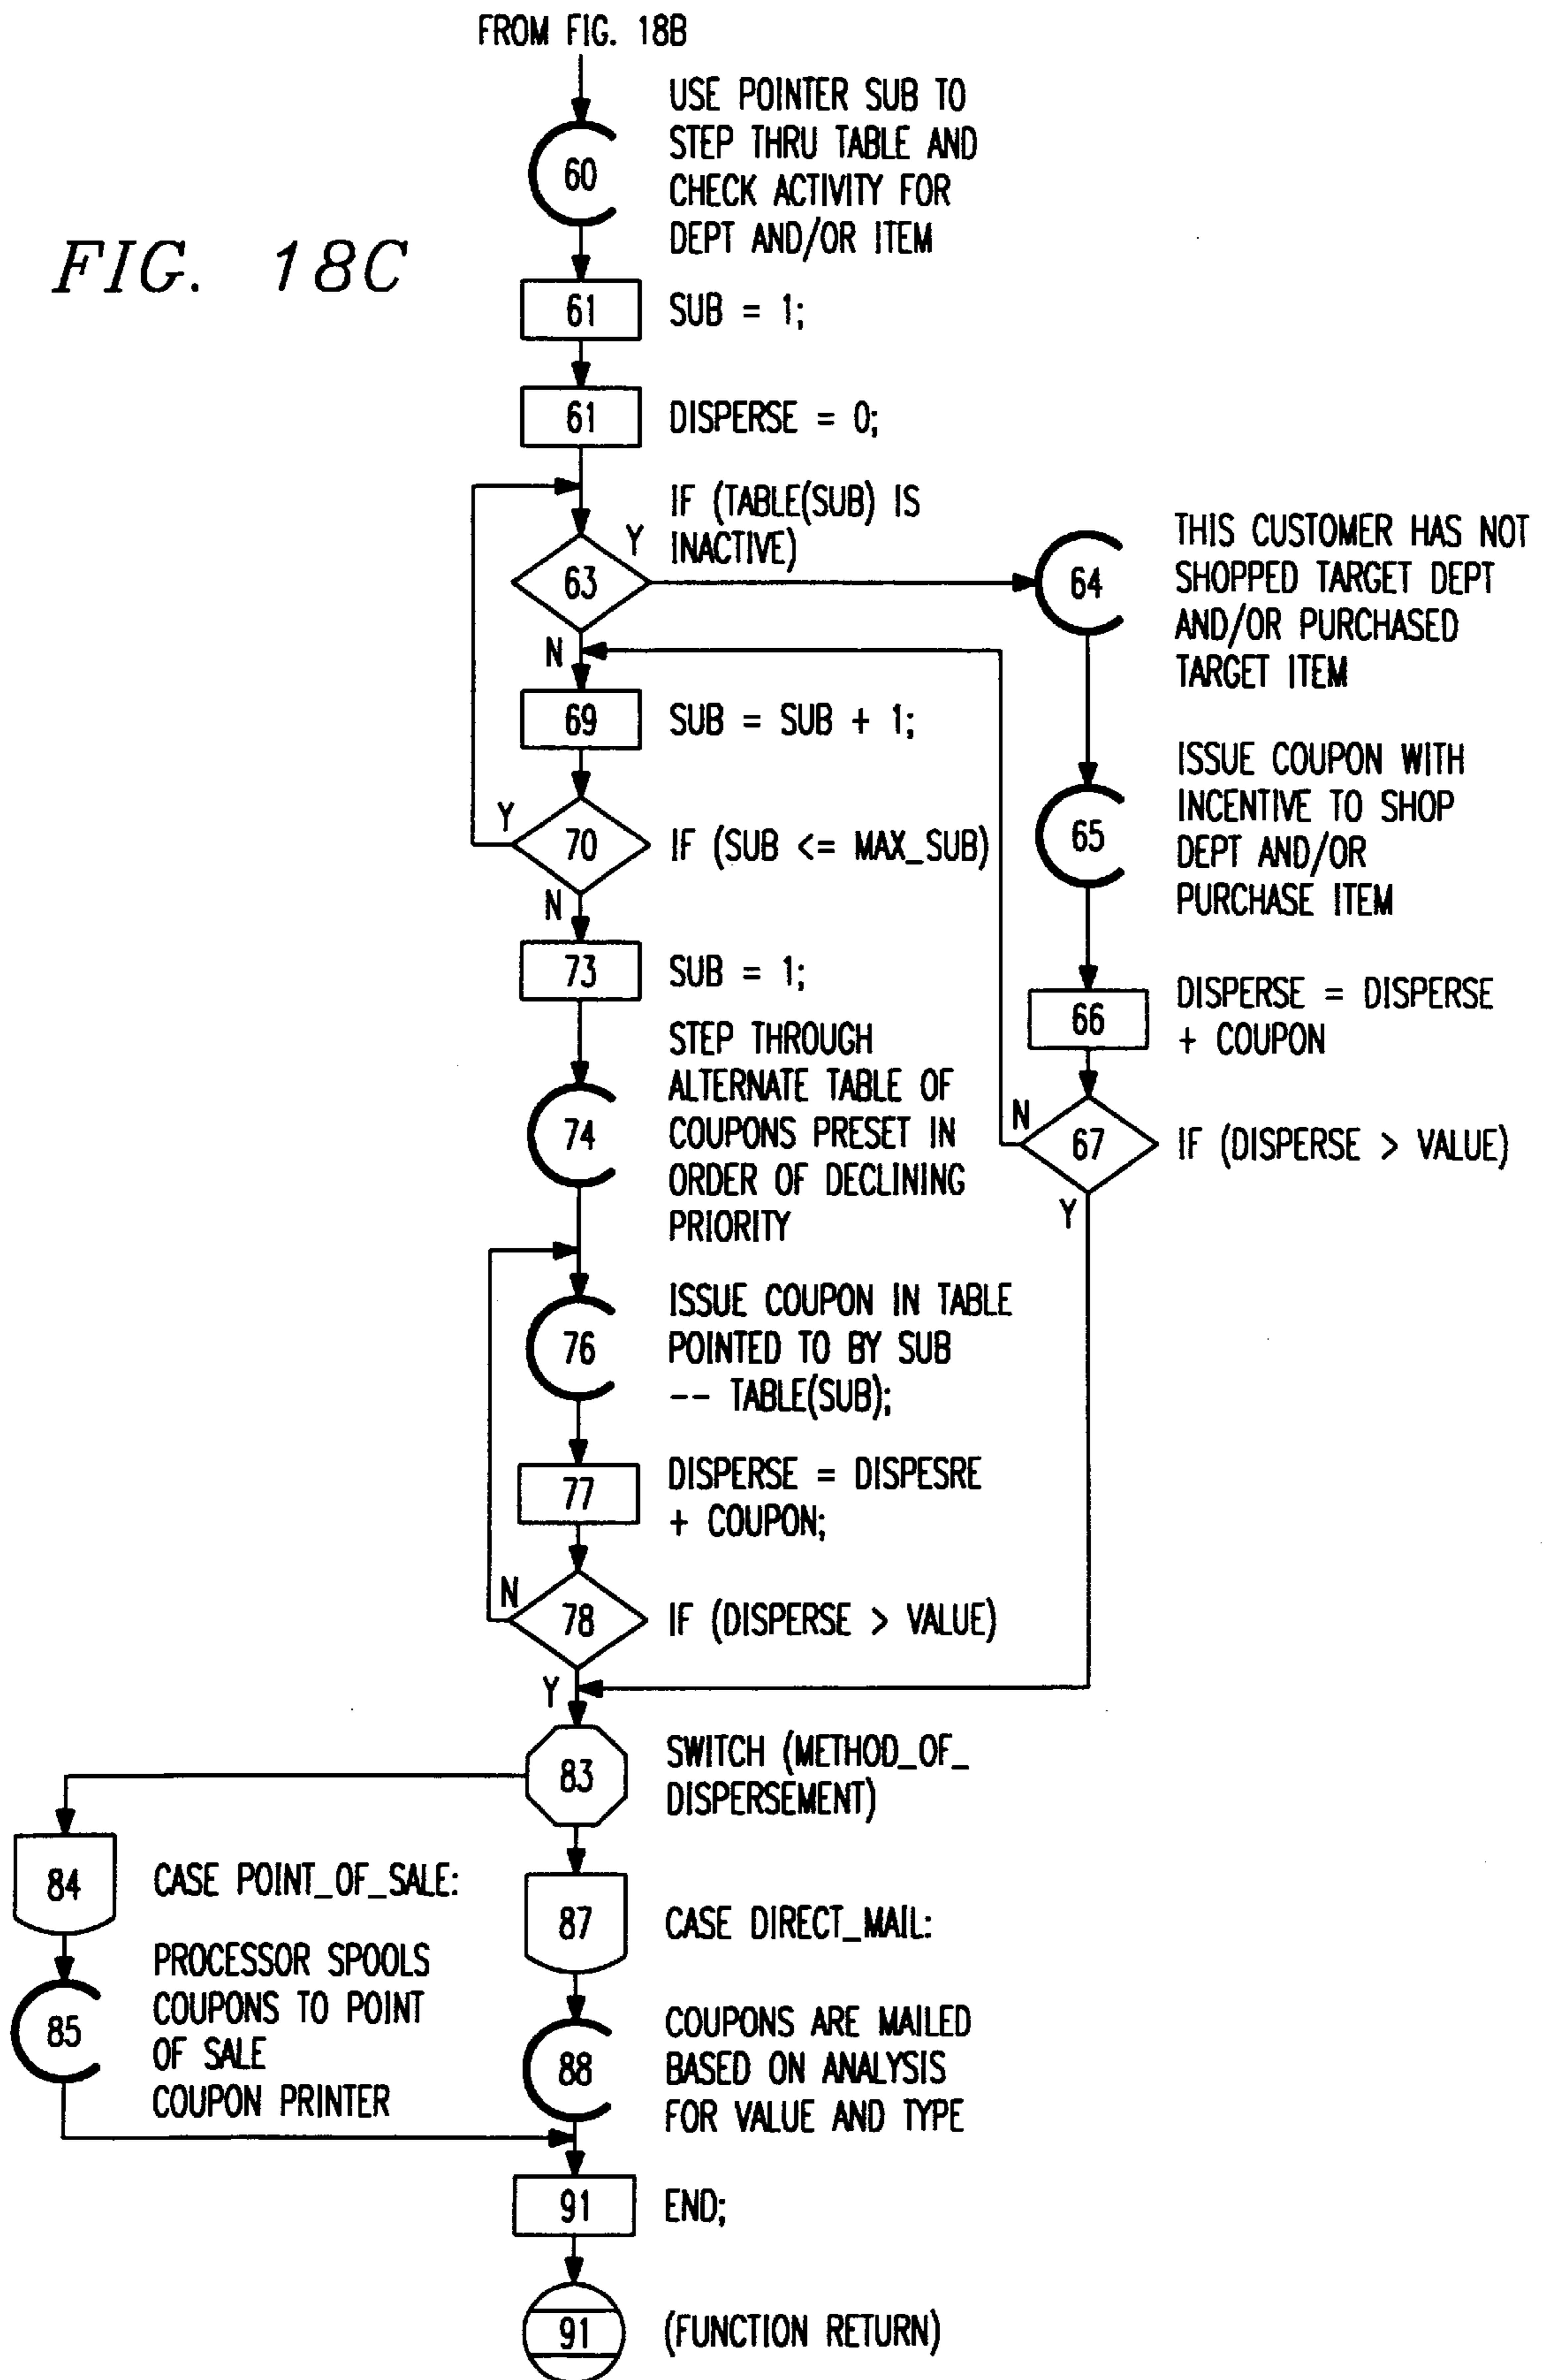 FROM FIG. 18B
FIG. 18C
60
USE POINTER SUB TO
STEP THRU TABLE AND
CHECK ACTIVITY FOR
DEPT AND/OR ITEM
61
SUB = 1;
61
DISPERSE = 0;
IF (TABLE(SUB) IS
INACTIVE)
Y
63
N
64
THIS CUSTOMER HAS NOT
SHOPPED TARGET DEPT
AND/OR PURCHASED
TARGET ITEM
69
SUB = SUB + 1;
65
ISSUE COUPON WITH
INCENTIVE TO SHOP
DEPT AND/OR
PURCHASE ITEM
Y
70
IF (SUB <= MAX_SUB)
N
73
SUB = 1;
66
DISPERSE = DISPERSE
+ COUPON
74
STEP THROUGH
ALTERNATE TABLE OF
COUPONS PRESET IN
ORDER OF DECLINING
PRIORITY
N
67
IF (DISPERSE > VALUE)
Y
76
ISSUE COUPON IN TABLE
POINTED TO BY SUB
-- TABLE(SUB);
77
DISPERSE = DISPESRE
+ COUPON;
N
78
IF (DISPERSE > VALUE)
Y
83
SWITCH (METHOD_OF_
DISPERSEMENT)
84
CASE POINT_OF_SALE:
87
CASE DIRECT_MAIL:
85
PROCESSOR SPOOLS
COUPONS TO POINT
OF SALE
COUPON PRINTER
88
COUPONS ARE MAILED
BASED ON ANALYSIS
FOR VALUE AND TYPE
91
END;
91
(FUNCTION RETURN)